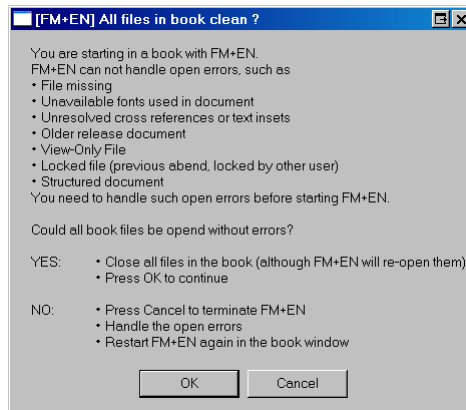 [FM+EN] All files in book clean ?
You are starting in a book with FM+EN.
FM+EN can not handle open errors, such as
• File missing
• Unavailable fonts used in document
• Unresolved cross references or text insets
• Older release document
• View-Only File
• Locked file (previous abend, locked by other user)
• Structured document
You need to handle such open errors before starting FM+EN.
Could all book files be opend without errors?
YES: • Close all files in the book (although FM+EN will re-open them)
• Press OK to continue
NO: • Press Cancel to terminate FM+EN
• Handle the open errors
• Restart FM+EN again in the book window
OK Cancel